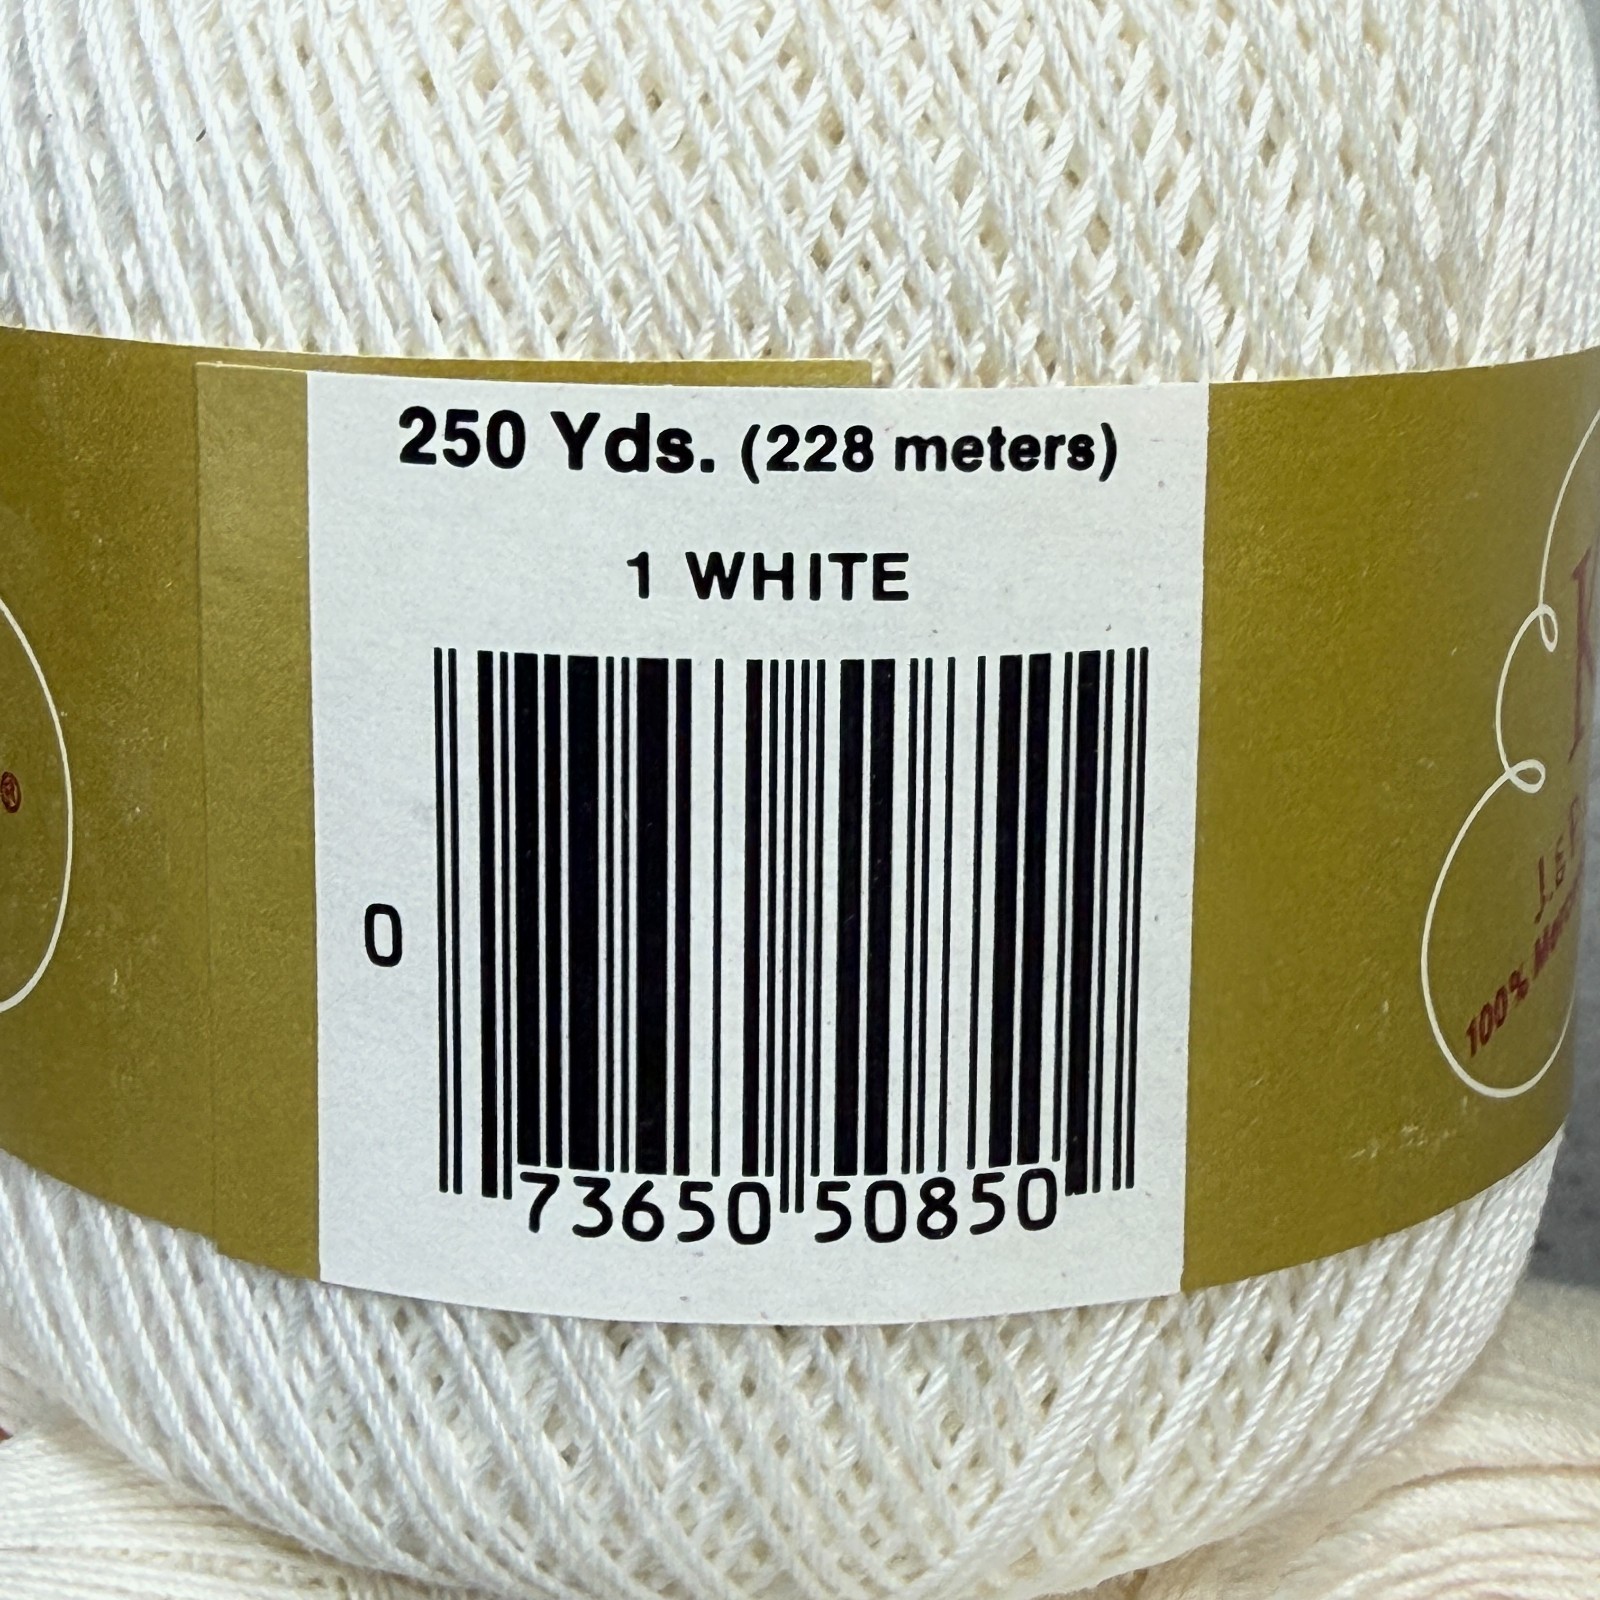 250 Yds. (228 meters)
1 WHITE
0
73650 50850
®
100%